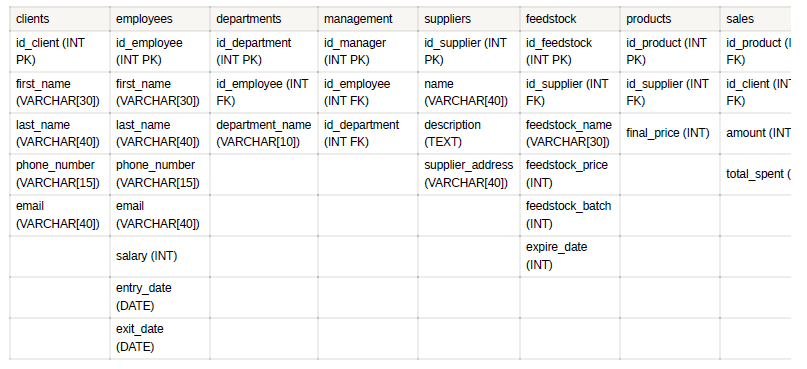 clients employees departments management suppliers feedstock products sales
id_client (INT PK) id_employee (INT PK) id_department (INT PK) id_manager (INT PK) id_supplier (INT PK) id_feedstock (INT PK) id_product (INT PK) id_product (
first_name (VARCHAR[30]) first_name (VARCHAR[30]) id_employee (INT FK) id_employee (INT FK) name (VARCHAR[40]) id_supplier (INT FK) id_supplier (INT FK) id_client (INT FK)
last_name (VARCHAR[40]) last_name (VARCHAR[40]) department_name (VARCHAR[10]) id_department (INT FK) description (TEXT) feedstock_name (VARCHAR[30]) final_price (INT) amount (INT
phone_number (VARCHAR[15]) phone_number (VARCHAR[15]) supplier_address (VARCHAR[40]) feedstock_price (INT) total_spent (
email (VARCHAR[40]) email (VARCHAR[40]) feedstock_batch (INT)
salary (INT) expire_date (INT)
entry_date (DATE)
exit_date (DATE)